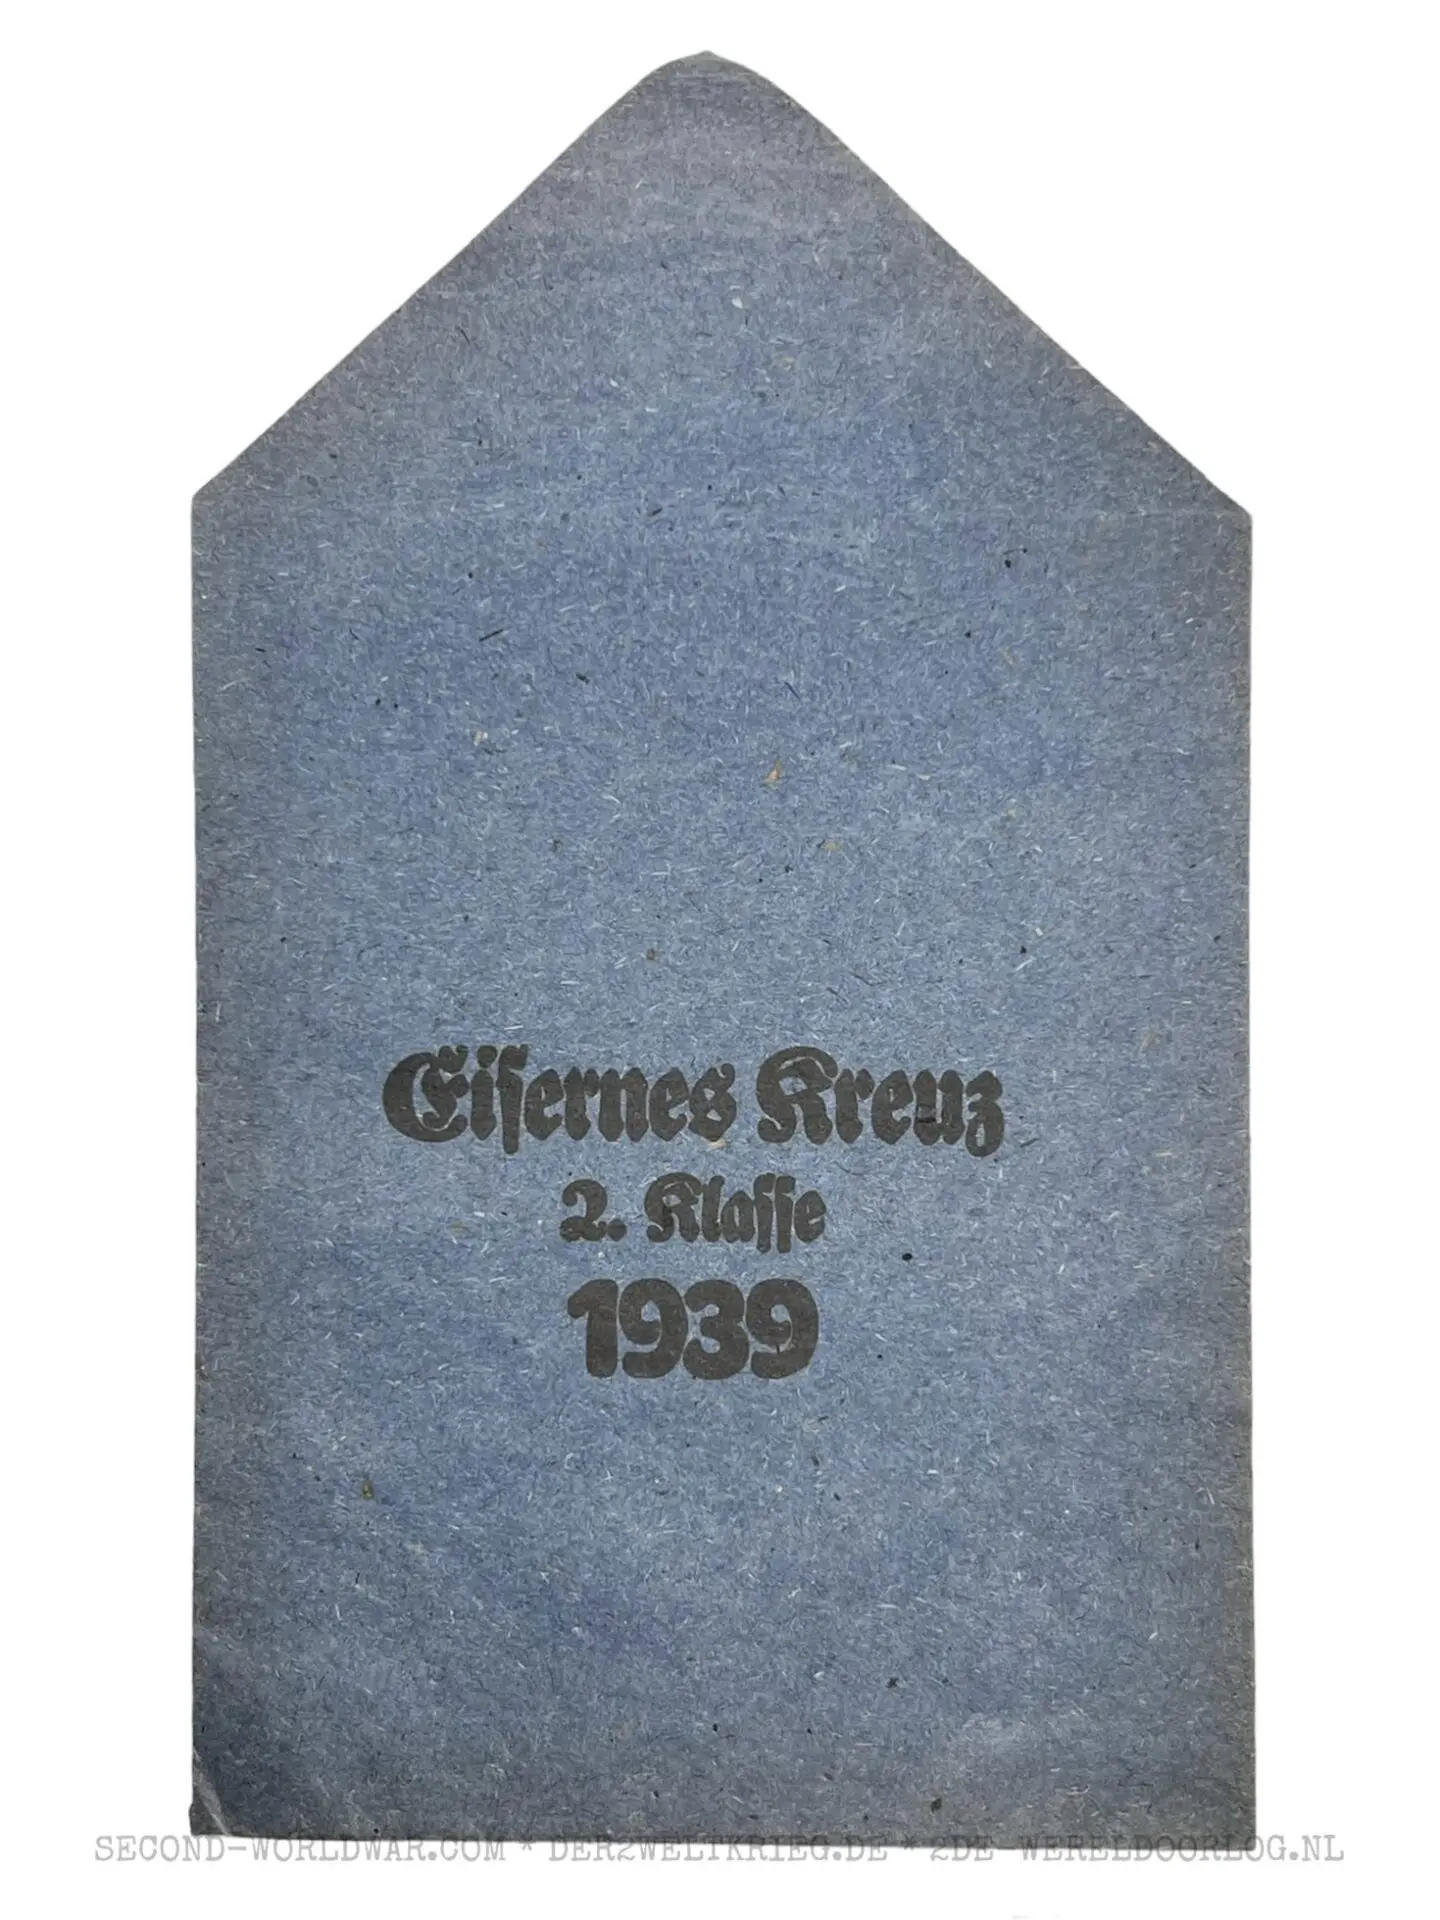 Eiſernes Kreuz
2. Klaſſe
1939
SECOND-WORLDWAR.COM * DER2WELTKRIEG.DE * 2DE-WERELDOORLOG.NL